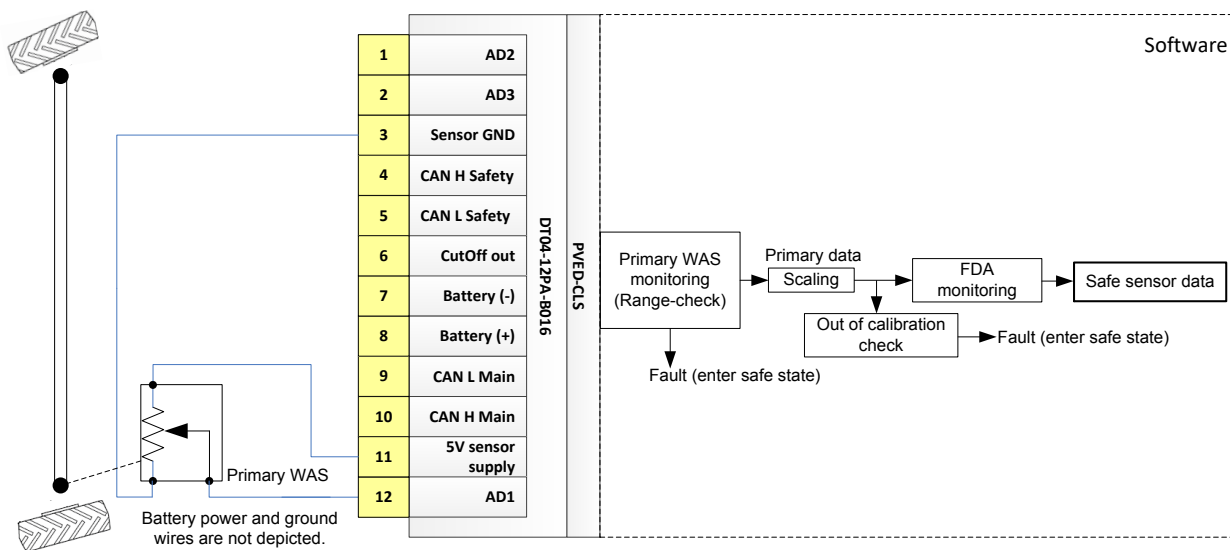 Software
1 AD2
2 AD3
3 Sensor GND
4 CAN H Safety
5 CAN L Safety
6 CutOff out
7 Battery (-)
8 Battery (+)
9 CAN L Main
10 CAN H Main
11 5V sensor
supply
12 AD1
DT04-12PA-B016
PVED-CLS
Primary WAS
monitoring
(Range-check)
Fault (enter safe state)
Primary data
Scaling
FDA
monitoring
Safe sensor data
Out of calibration
check
Fault (enter safe state)
Primary WAS
Battery power and ground
wires are not depicted.